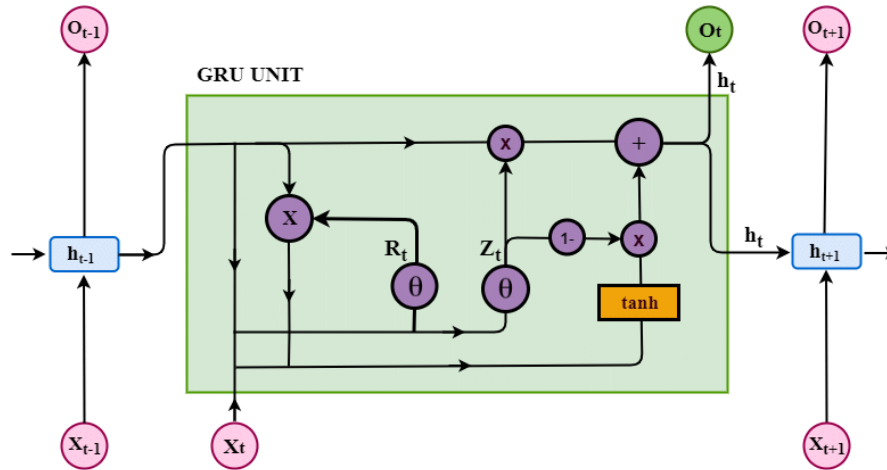 Ot-1
Ot
Ot+1
GRU UNIT
ht
X
+
X
Rt
Zt
1-
X
ht
ht-1
ht+1
θ
θ
tanh
Xt-1
Xt
Xt+1